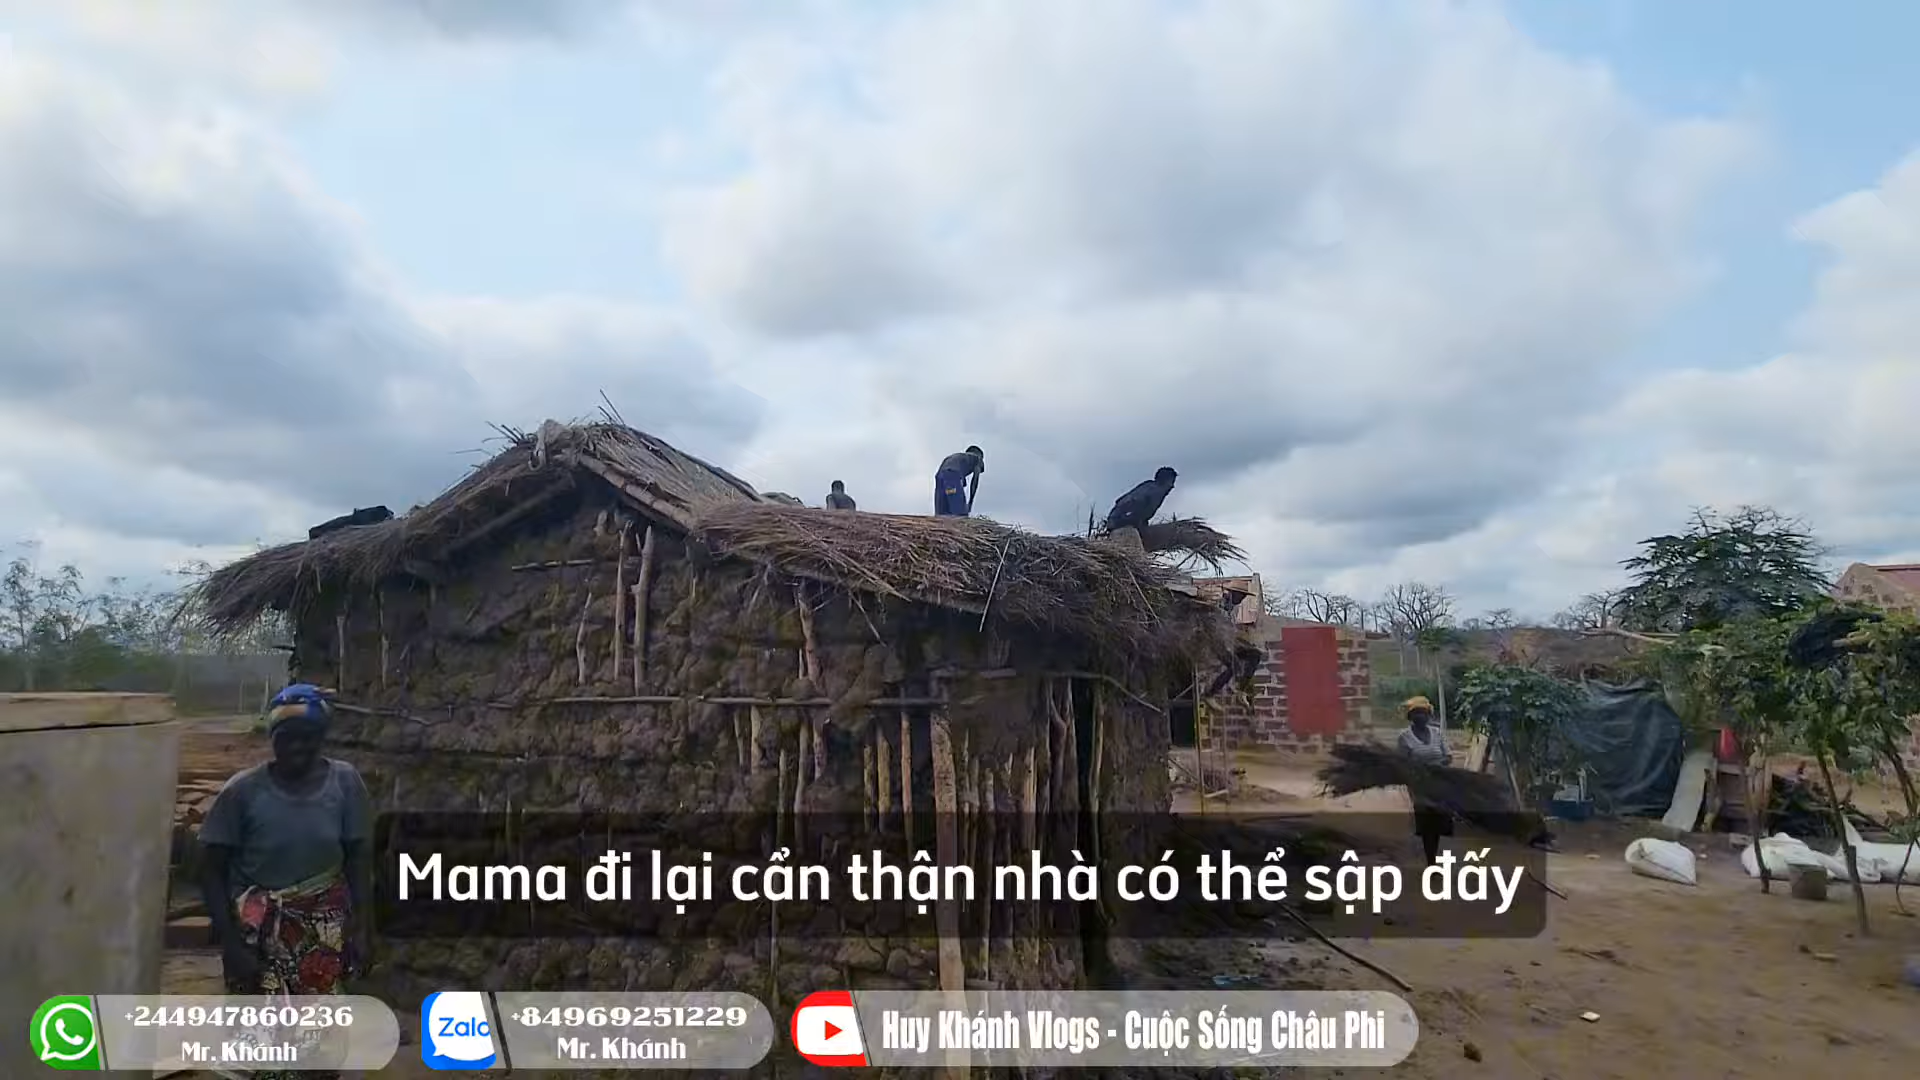 Mama đi lại cẩn thận nhà có thể sập đấy
+244947860236
Mr. Khánh
Zalo
+84969251229
Mr. Khánh
Huy Khánh Vlogs - Cuộc Sống Châu Phi